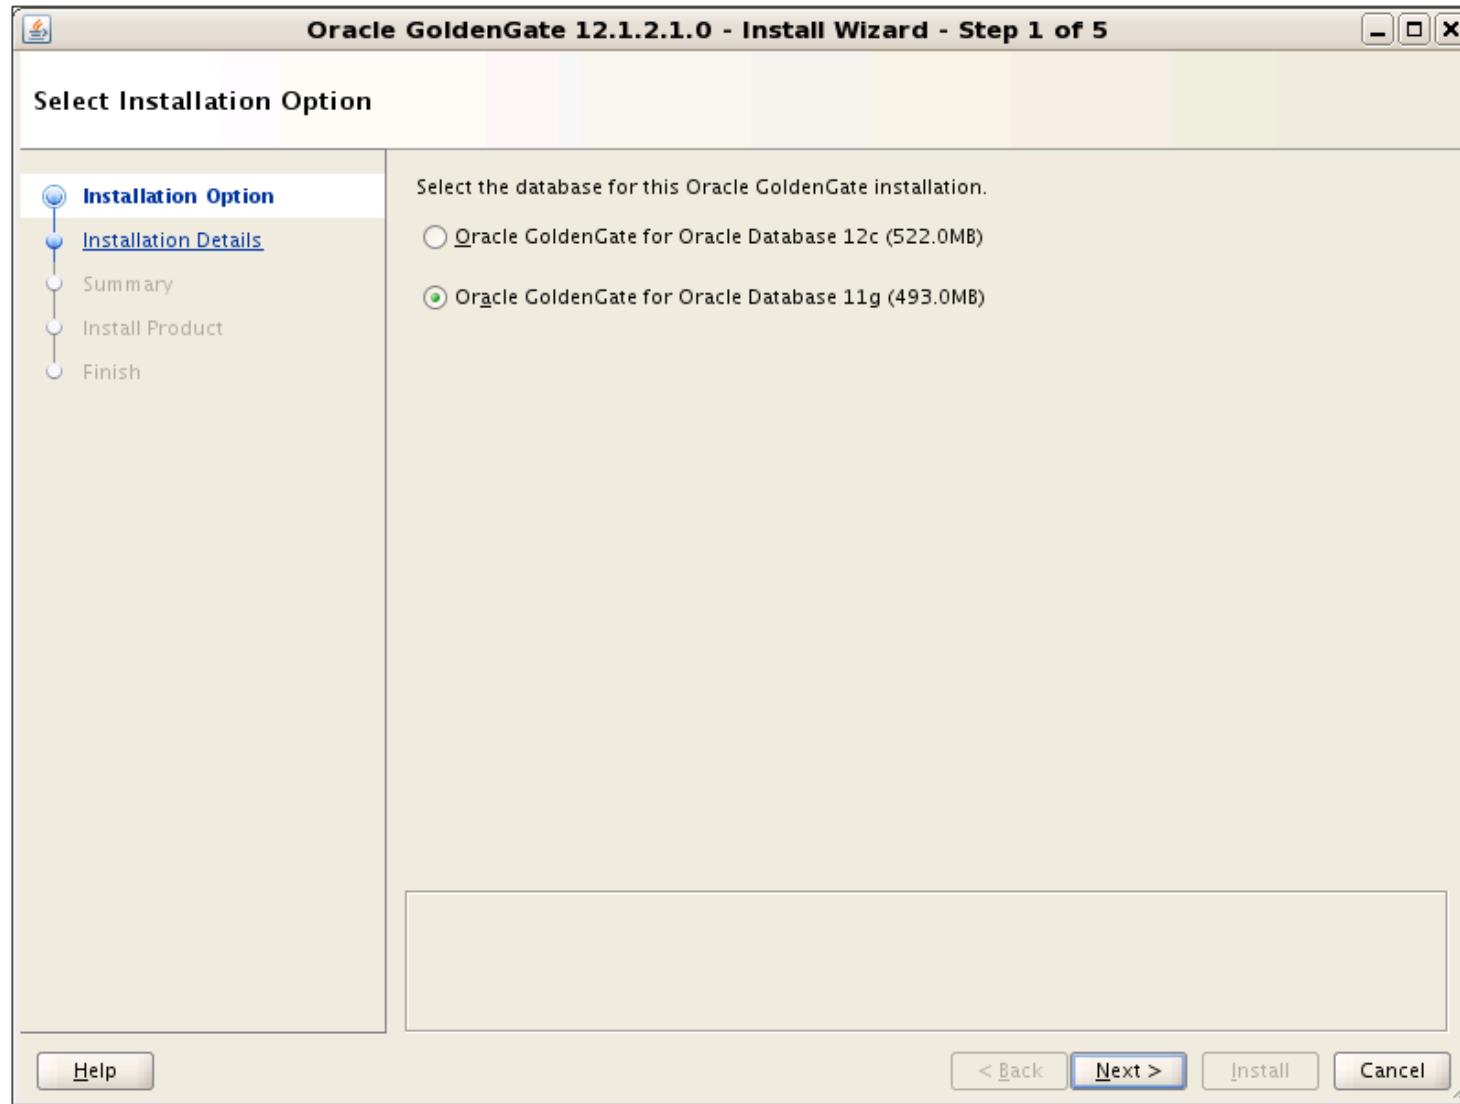 Oracle GoldenGate 12.1.2.1.0 - Install Wizard - Step 1 of 5
Select Installation Option
Installation Option
Installation Details
Summary
Install Product
Finish
Select the database for this Oracle GoldenGate installation.
Oracle GoldenGate for Oracle Database 12c (522.0MB)
Oracle GoldenGate for Oracle Database 11g (493.0MB)
Help
< Back
Next >
Install
Cancel